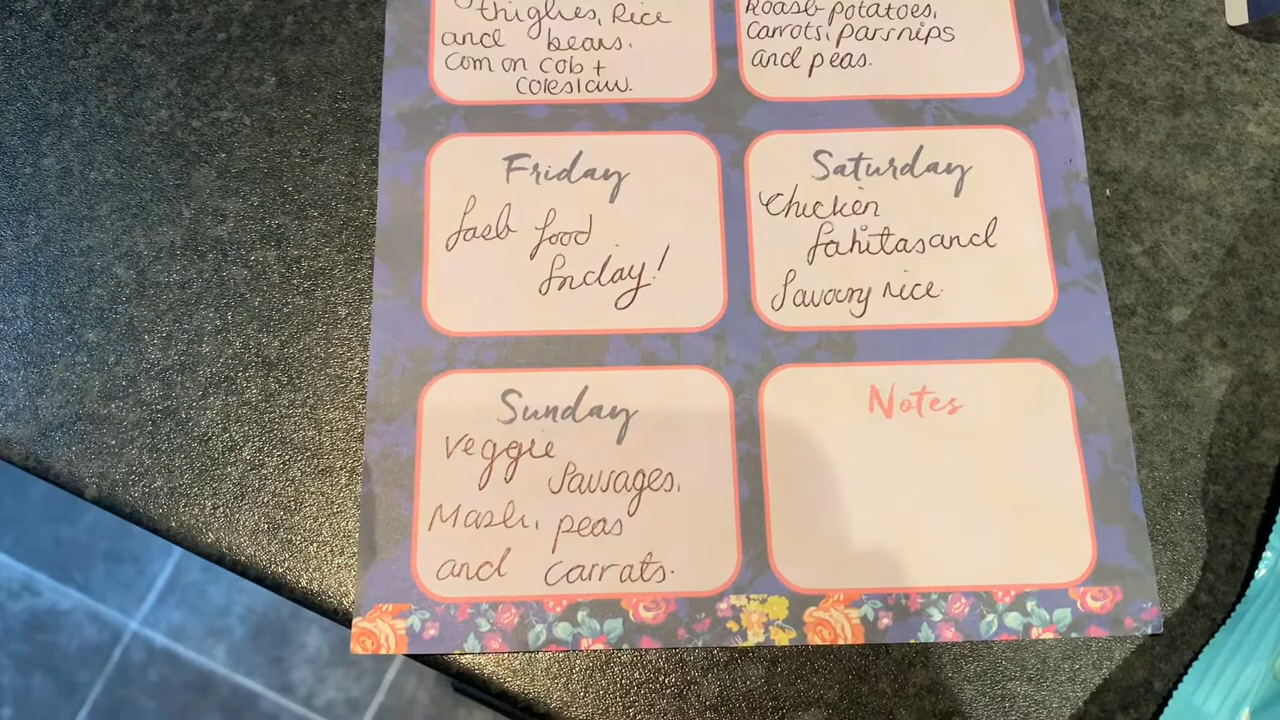 thighes, Rice
and beans.
Corn on cob +
coleslaw.
Roast potatoes,
carrots, parsnips
and peas.
Friday
fast food
friday!
Saturday
Chicken
fahitas and
Savoury rice.
Sunday
Veggie
Sausages,
Mash, peas
and carrots.
Notes